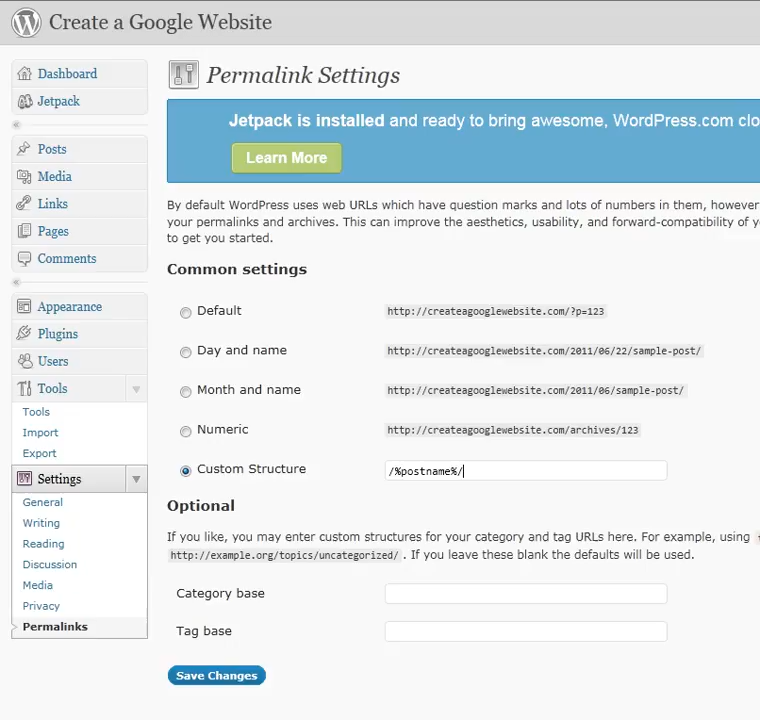 Create a Google Website
Dashboard
Jetpack
Posts
Media
Links
Pages
Comments
Appearance
Plugins
Users
Tools
Tools
Import
Export
Settings
General
Writing
Reading
Discussion
Media
Privacy
Permalinks
Permalink Settings
Jetpack is installed and ready to bring awesome, WordPress.com clo
Learn More
By default WordPress uses web URLs which have question marks and lots of numbers in them, however
your permalinks and archives. This can improve the aesthetics, usability, and forward-compatibility of yo
to get you started.
Common settings
Default http://createagooglewebsite.com/?p=123
Day and name http://createagooglewebsite.com/2011/06/22/sample-post/
Month and name http://createagooglewebsite.com/2011/06/sample-post/
Numeric http://createagooglewebsite.com/archives/123
Custom Structure /%postname%/
Optional
If you like, you may enter custom structures for your category and tag URLs here. For example, using
http://example.org/topics/uncategorized/ . If you leave these blank the defaults will be used.
Category base
Tag base
Save Changes